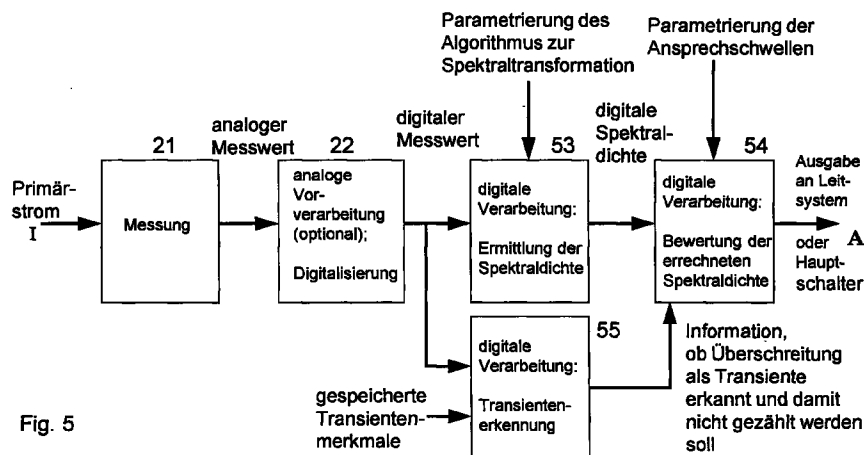 Parametrierung des
Algorithmus zur
Spektraltransformation
Parametrierung der
Ansprechschwellen
analoger
Messwert
digitaler
Messwert
digitale
Spektral-
dichte
21
22
53
54
Primär-
strom
I
Messung
analoge
Vor-
verarbeitung
(optional);
Digitalisierung
digitale
Verarbeitung:
Ermittlung der
Spektraldichte
digitale
Verarbeitung:
Bewertung der
errechneten
Spektraldichte
Ausgabe
an Leit-
system
A
oder
Haupt-
schalter
55
digitale
Verarbeitung:
Transienten-
erkennung
gespeicherte
Transienten-
merkmale
Information,
ob Überschreitung
als Transiente
erkannt und damit
nicht gezählt werden
soll
Fig. 5